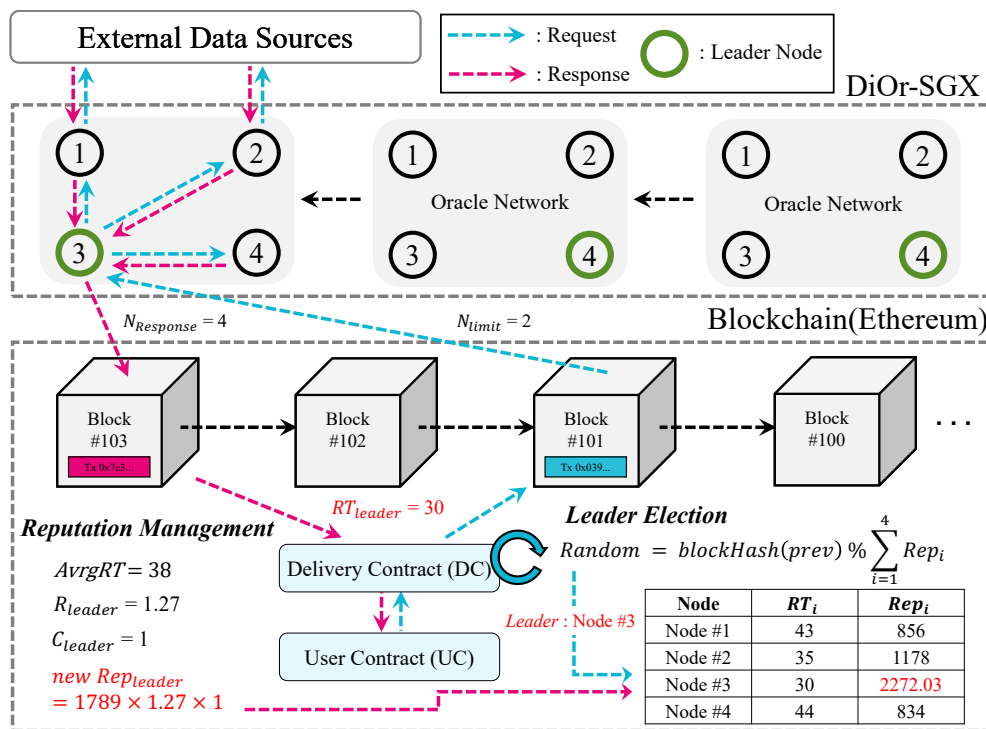 External Data Sources
: Request
: Response
: Leader Node
DiOr-SGX
1
2
3
4
1
2
Oracle Network
3
4
1
2
Oracle Network
3
4
N_Response = 4
N_limit = 2
Blockchain(Ethereum)
Block
#103
Tx 0x7e3...
Block
#102
Block
#101
Tx 0x039...
Block
#100
· · ·
RT_leader = 30
Reputation Management
AvrgRT = 38
R_leader = 1.27
C_leader = 1
new Rep_leader
= 1789 × 1.27 × 1
Delivery Contract (DC)
User Contract (UC)
Leader Election
Random = blockHash(prev) % ∑_{i=1}^{4} Rep_i
Leader : Node #3
Node RT_i Rep_i
Node #1 43 856
Node #2 35 1178
Node #3 30 2272.03
Node #4 44 834